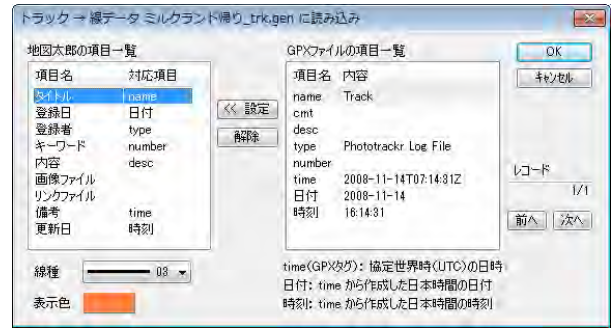 トラック → 線データ ミルクランド帰り_trk.gen に読み込み
地図太郎の項目一覧
項目名 対応項目
タイトル name
登録日 日付
登録者 type
キーワード number
内容 desc
画像ファイル
リンクファイル
備考 time
更新日 時刻
<< 設定
解除
GPXファイルの項目一覧
項目名 内容
name Track
cmt
desc
type Phototrackr Log File
number
time 2008-11-14T07:14:31Z
日付 2008-11-14
時刻 16:14:31
OK
キャンセル
レコード
1/1
前へ 次へ
線種 03
表示色
time(GPXタグ): 協定世界時(UTC)の日時
日付: time から作成した日本時間の日付
時刻: time から作成した日本時間の時刻